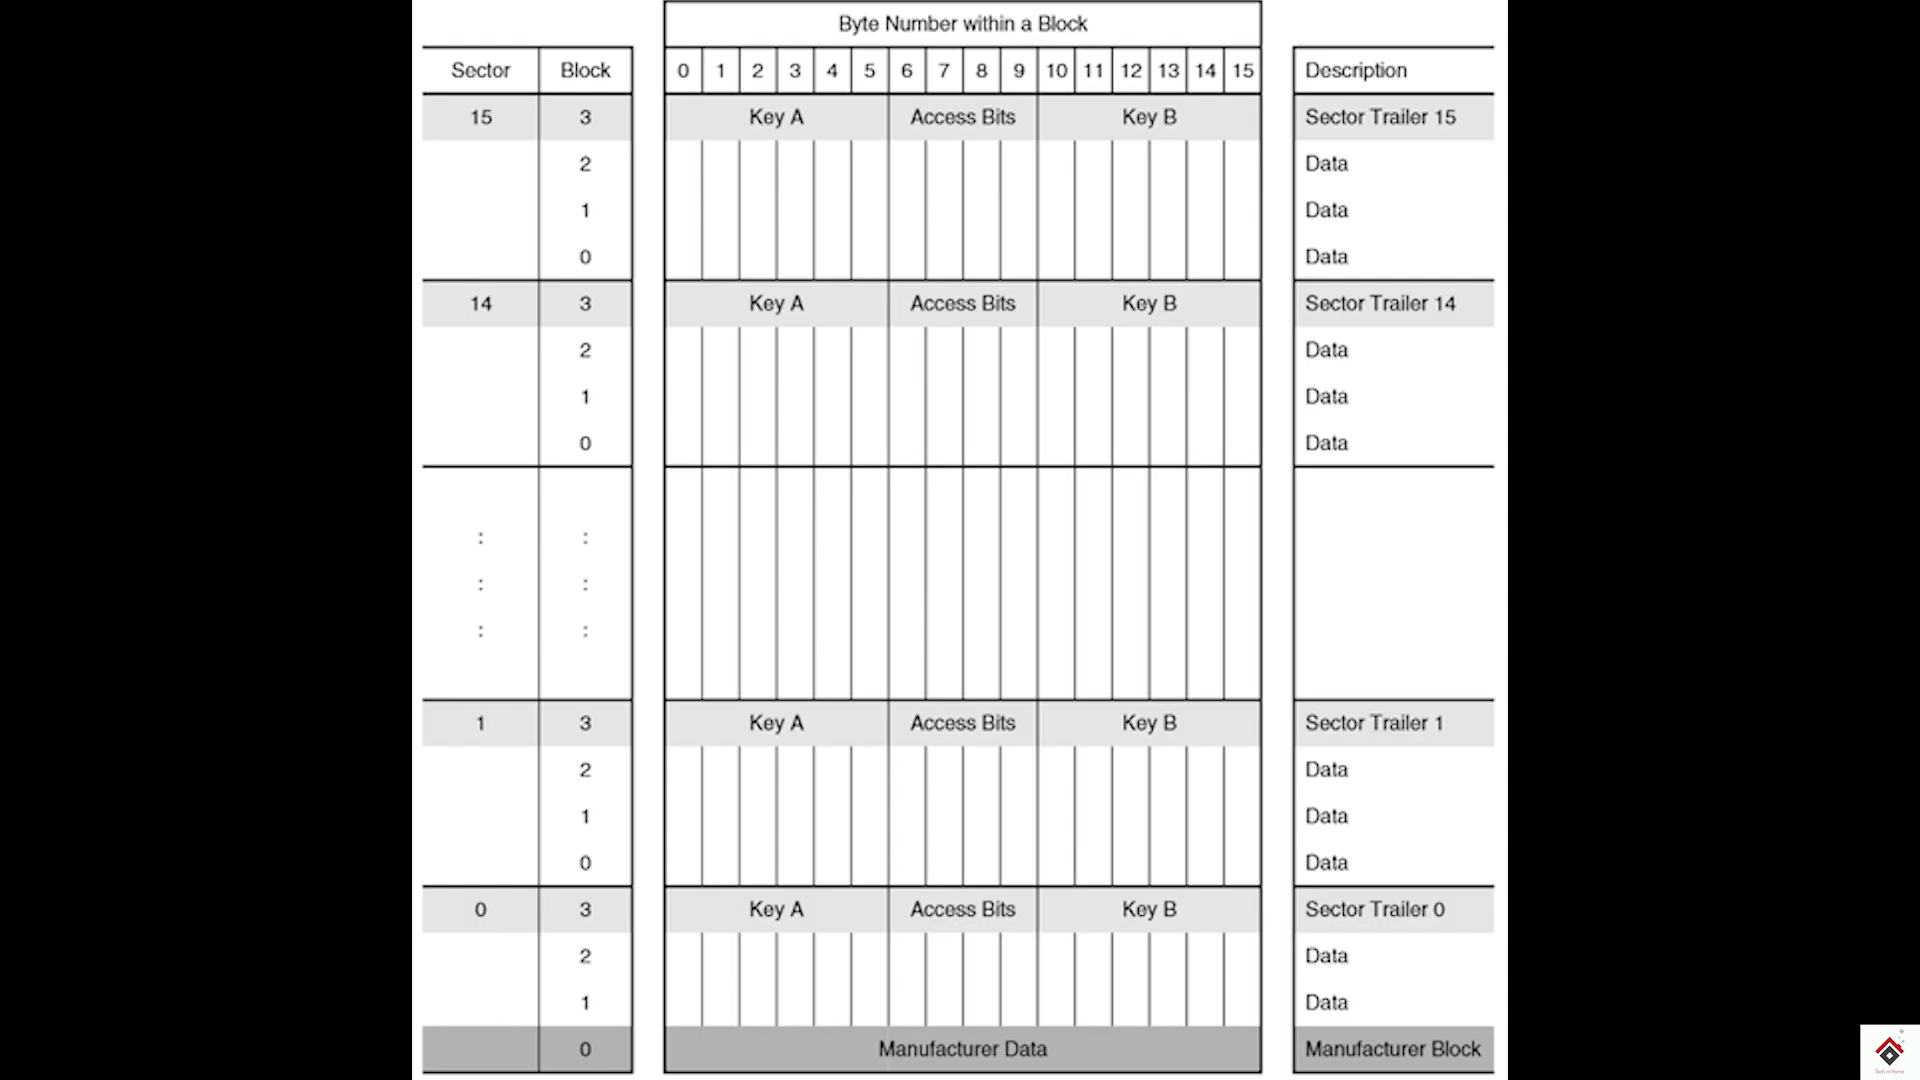 Byte Number within a Block
Sector Block 0 1 2 3 4 5 6 7 8 9 10 11 12 13 14 15 Description
15 3 Key A Access Bits Key B Sector Trailer 15
2 Data
1 Data
0 Data
14 3 Key A Access Bits Key B Sector Trailer 14
2 Data
1 Data
0 Data
: :
: :
: :
1 3 Key A Access Bits Key B Sector Trailer 1
2 Data
1 Data
0 Data
0 3 Key A Access Bits Key B Sector Trailer 0
2 Data
1 Data
0 Manufacturer Data Manufacturer Block
Tech at Home